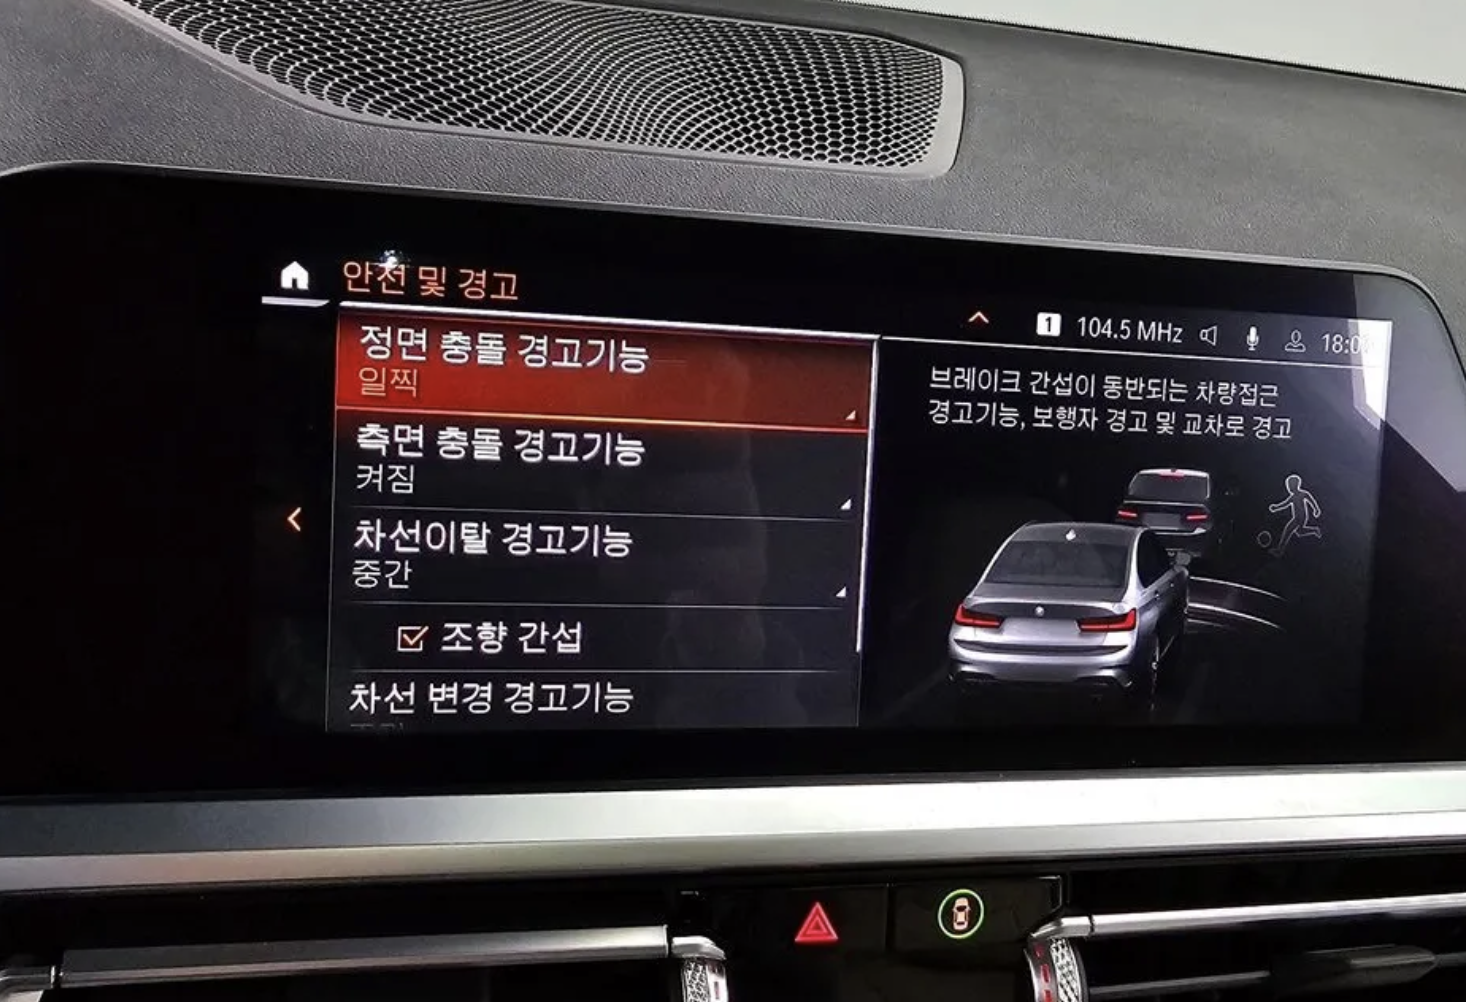 안전 및 경고
1 104.5 MHz
정면 충돌 경고기능
일찍
측면 충돌 경고기능
켜짐
차선이탈 경고기능
중간
조향 간섭
차선 변경 경고기능
브레이크 간섭이 동반되는 차량접근
경고기능, 보행자 경고 및 교차로 경고